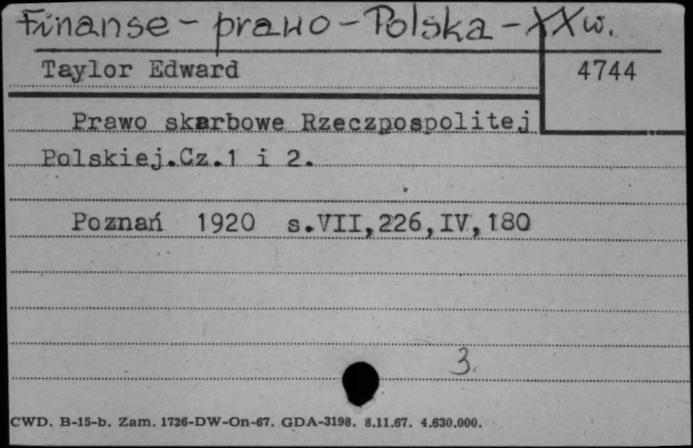 Finanse - prawo - Polska - XXw.
Taylor Edward 4744
Prawo skarbowe Rzeczpospolitej
Polskiej.Cz.1 i 2.
Poznań 1920 s.VII,226,IV,180
3.
CWD. B-15-b. Zam. 1726-DW-On-67. GDA-3198. 8.11.67. 4.630.000.